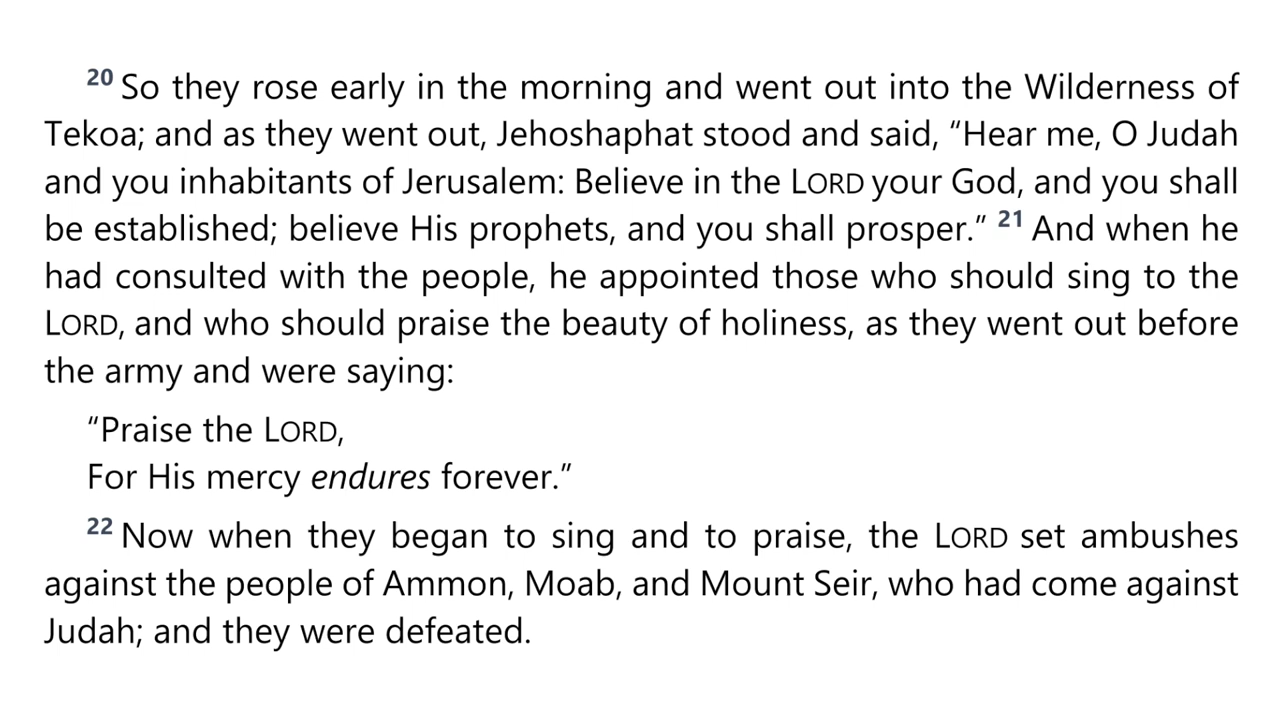 20 So they rose early in the morning and went out into the Wilderness of
Tekoa; and as they went out, Jehoshaphat stood and said, “Hear me, O Judah
and you inhabitants of Jerusalem: Believe in the LORD your God, and you shall
be established; believe His prophets, and you shall prosper.” 21 And when he
had consulted with the people, he appointed those who should sing to the
LORD, and who should praise the beauty of holiness, as they went out before
the army and were saying:
“Praise the LORD,
For His mercy endures forever.”
22 Now when they began to sing and to praise, the LORD set ambushes
against the people of Ammon, Moab, and Mount Seir, who had come against
Judah; and they were defeated.